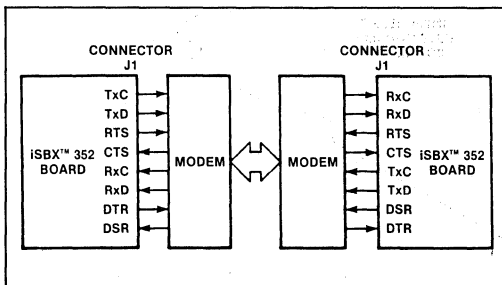 CONNECTOR
J1
CONNECTOR
J1
TxC
TxD
RTS
CTS
RxC
RxD
DTR
DSR
iSBX™ 352
BOARD
MODEM
MODEM
RxC
RxD
RTS
CTS
TxC
TxD
DSR
DTR
iSBX™ 352
BOARD